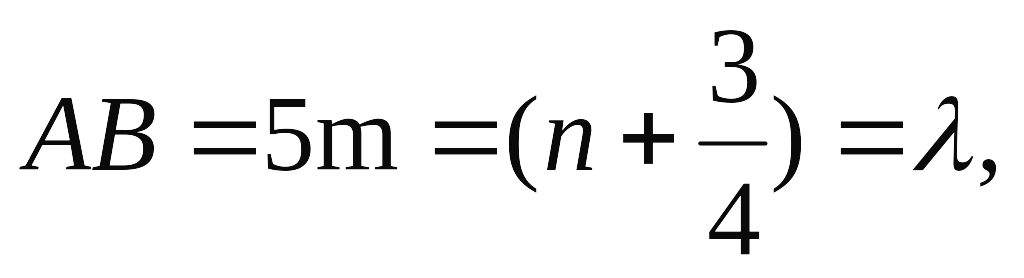 AB = 5m = (n + 3/4) = λ,